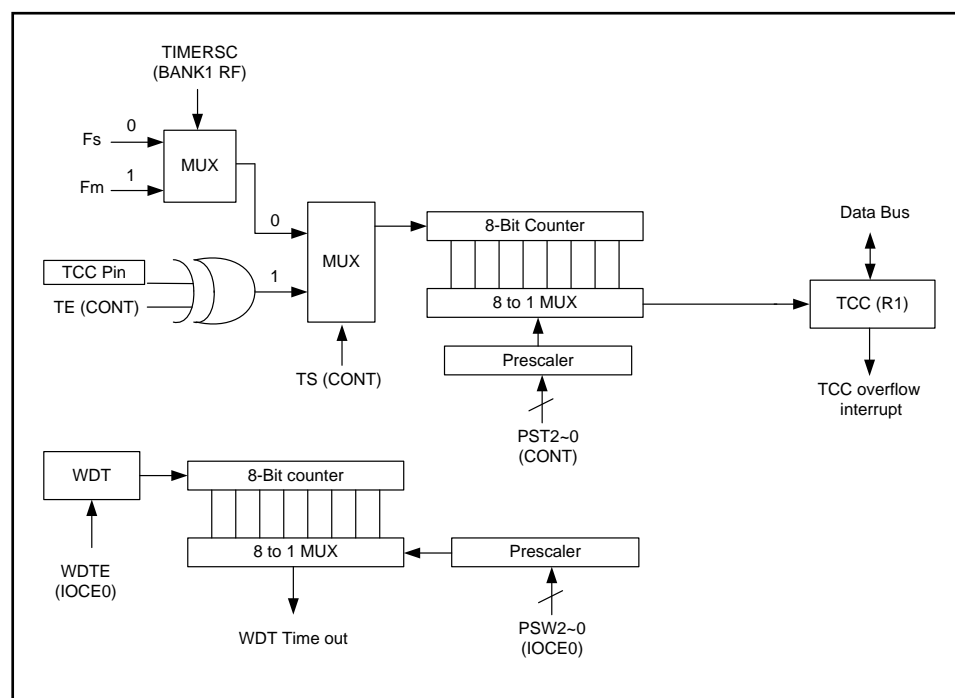 TIMERSC
(BANK1 RF)
0
Fs
MUX
1
Fm
0
8-Bit Counter
Data Bus
MUX
TCC Pin
1
TE (CONT)
8 to 1 MUX
TCC (R1)
Prescaler
TS (CONT)
TCC overflow
interrupt
PST2~0
(CONT)
WDT
8-Bit counter
8 to 1 MUX
Prescaler
WDTE
(IOCE0)
WDT Time out
PSW2~0
(IOCE0)